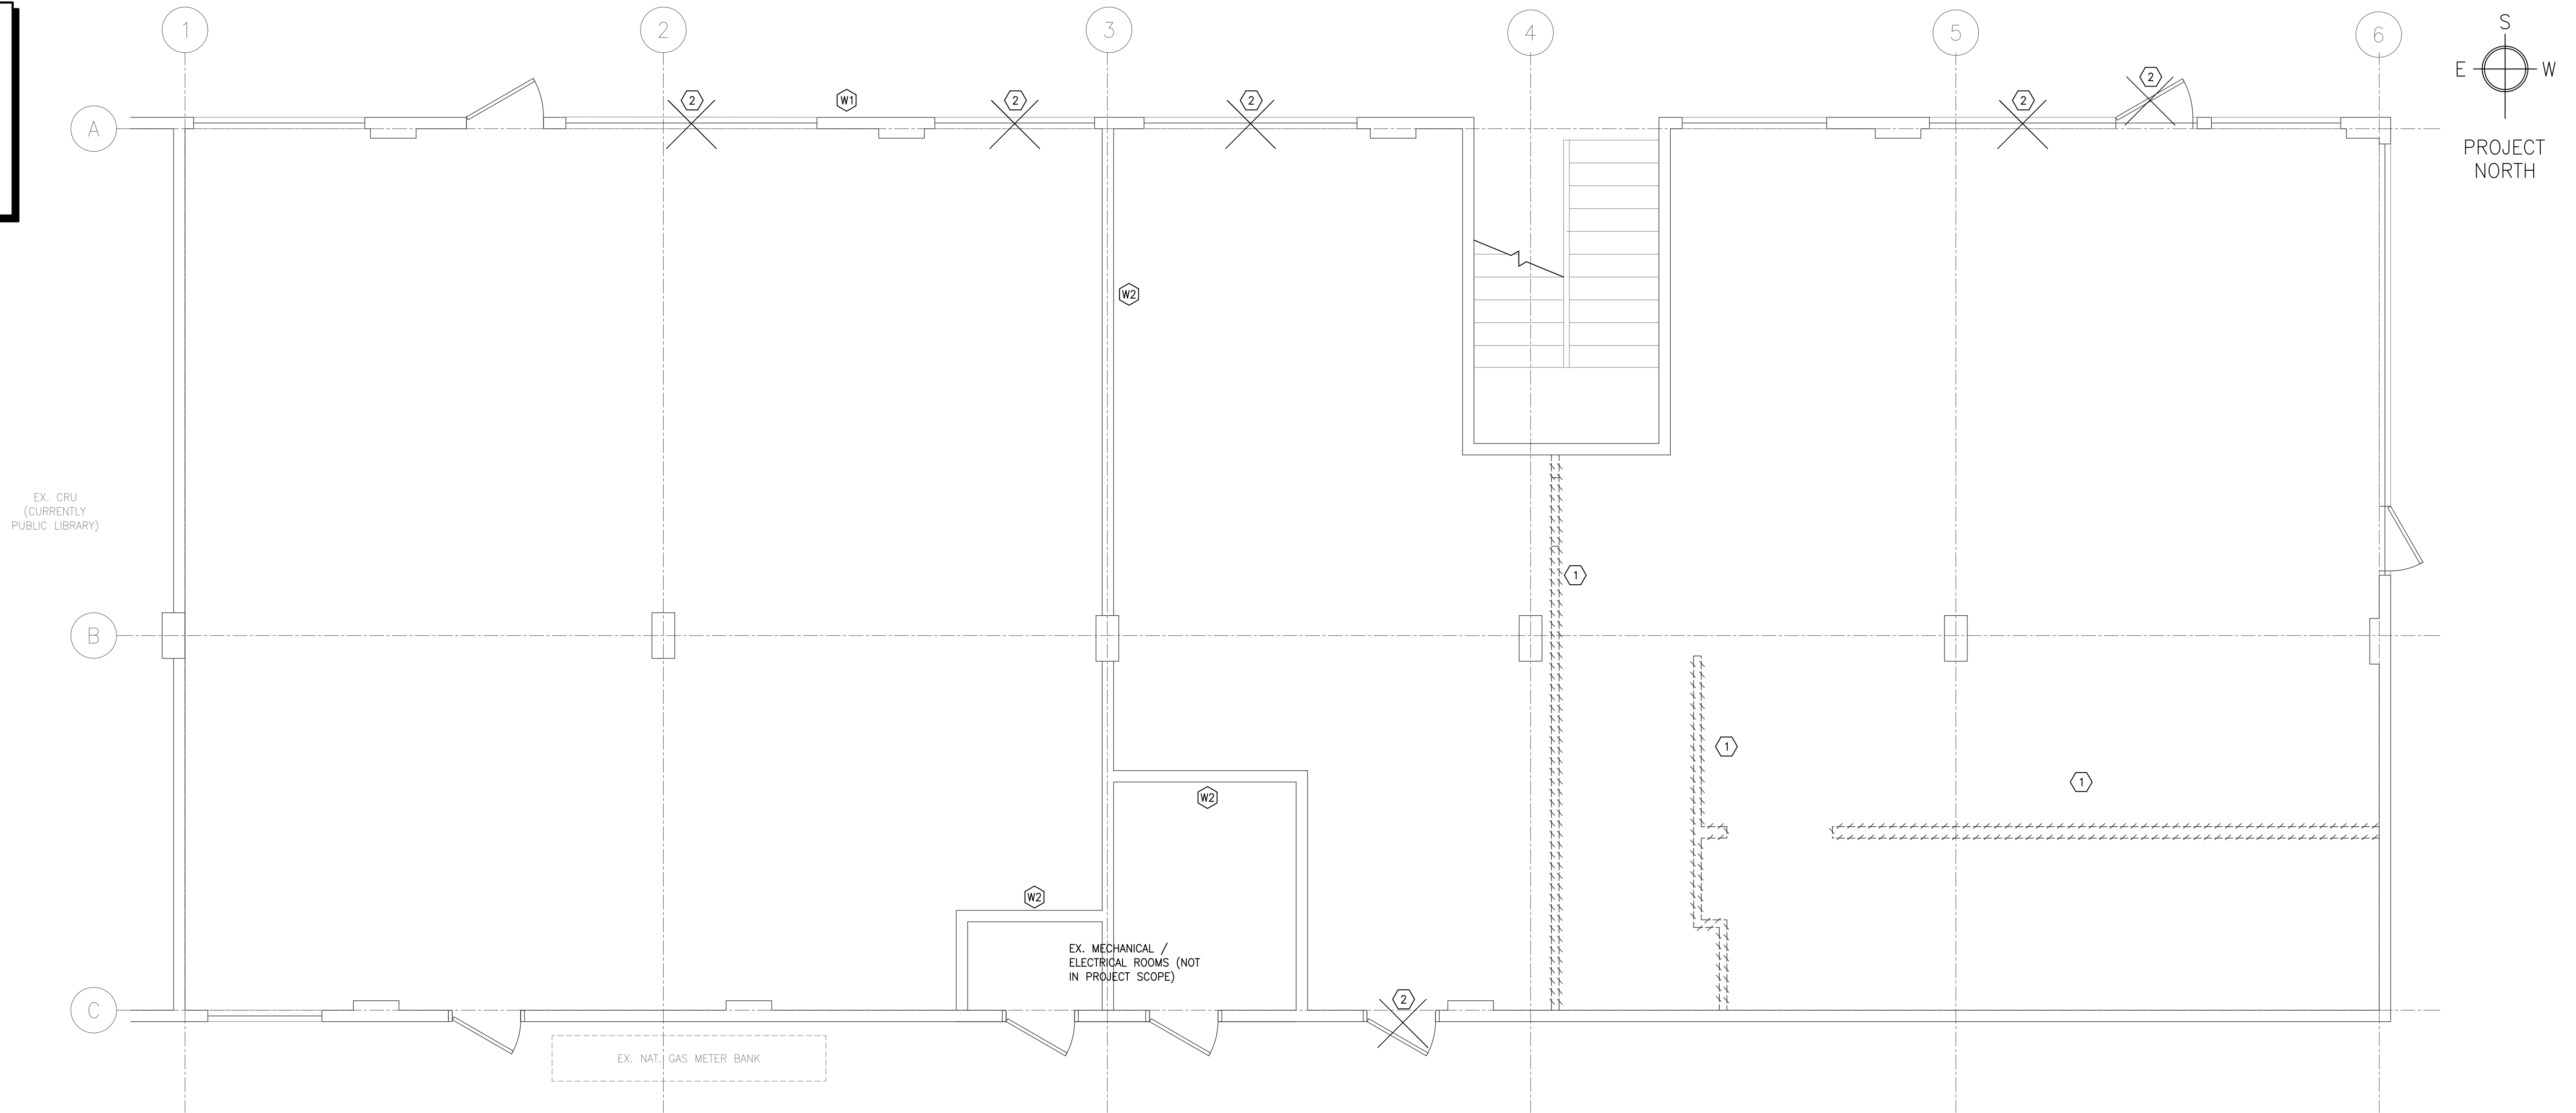 1
2
3
4
5
6
S
E W
PROJECT
NORTH
A
2
W1
2
2
2
2
W2
EX. CRU
(CURRENTLY
PUBLIC LIBRARY)
1
B
1
1
W2
W2
EX. MECHANICAL /
ELECTRICAL ROOMS (NOT
IN PROJECT SCOPE)
C
2
EX. NAT. GAS METER BANK